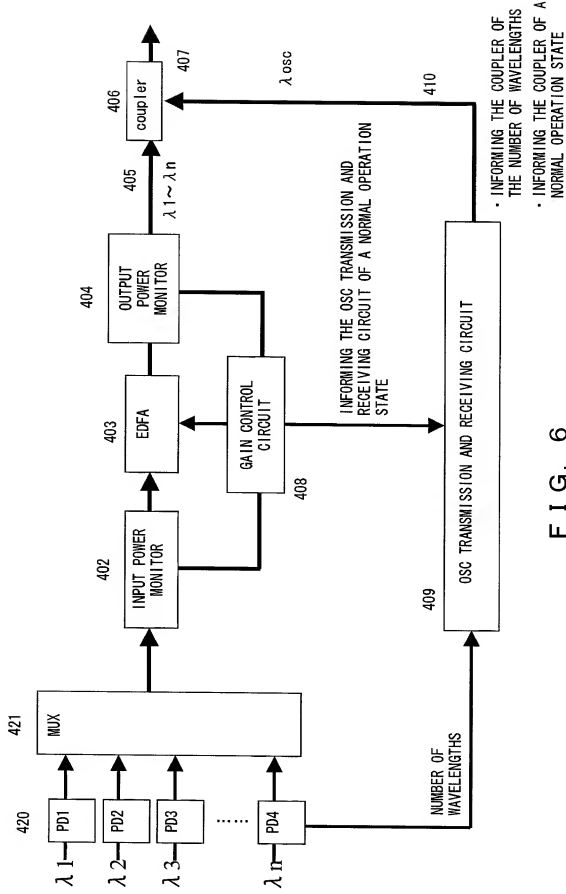 420
λ1
λ2
λ3
λn
PD1
PD2
PD3
......
PD4
421
MUX
402
INPUT POWER
MONITOR
403
EDFA
404
OUTPUT
POWER
MONITOR
405
λ1~λn
406
coupler
407
408
GAIN CONTROL
CIRCUIT
INFORMING THE OSC TRANSMISSION AND
RECEIVING CIRCUIT OF A NORMAL OPERATION
STATE
λosc
NUMBER OF
WAVELENGTHS
409
OSC TRANSMISSION AND RECEIVING CIRCUIT
410
· INFORMING THE COUPLER OF
THE NUMBER OF WAVELENGTHS
· INFORMING THE COUPLER OF A
NORMAL OPERATION STATE
FIG. 6